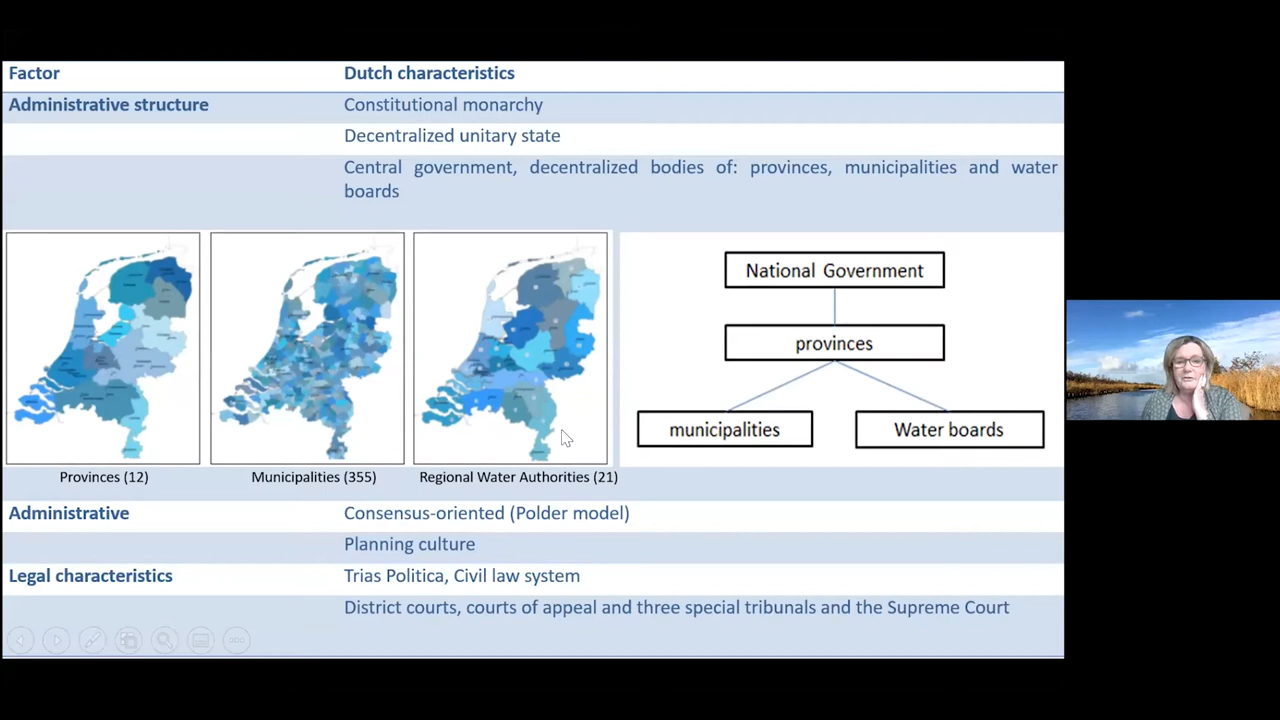 Factor
Dutch characteristics
Administrative structure
Constitutional monarchy
Decentralized unitary state
Central government, decentralized bodies of: provinces, municipalities and water
boards
National Government
provinces
municipalities
Water boards
Provinces (12)
Municipalities (355)
Regional Water Authorities (21)
Administrative
Consensus-oriented (Polder model)
Planning culture
Legal characteristics
Trias Politica, Civil law system
District courts, courts of appeal and three special tribunals and the Supreme Court